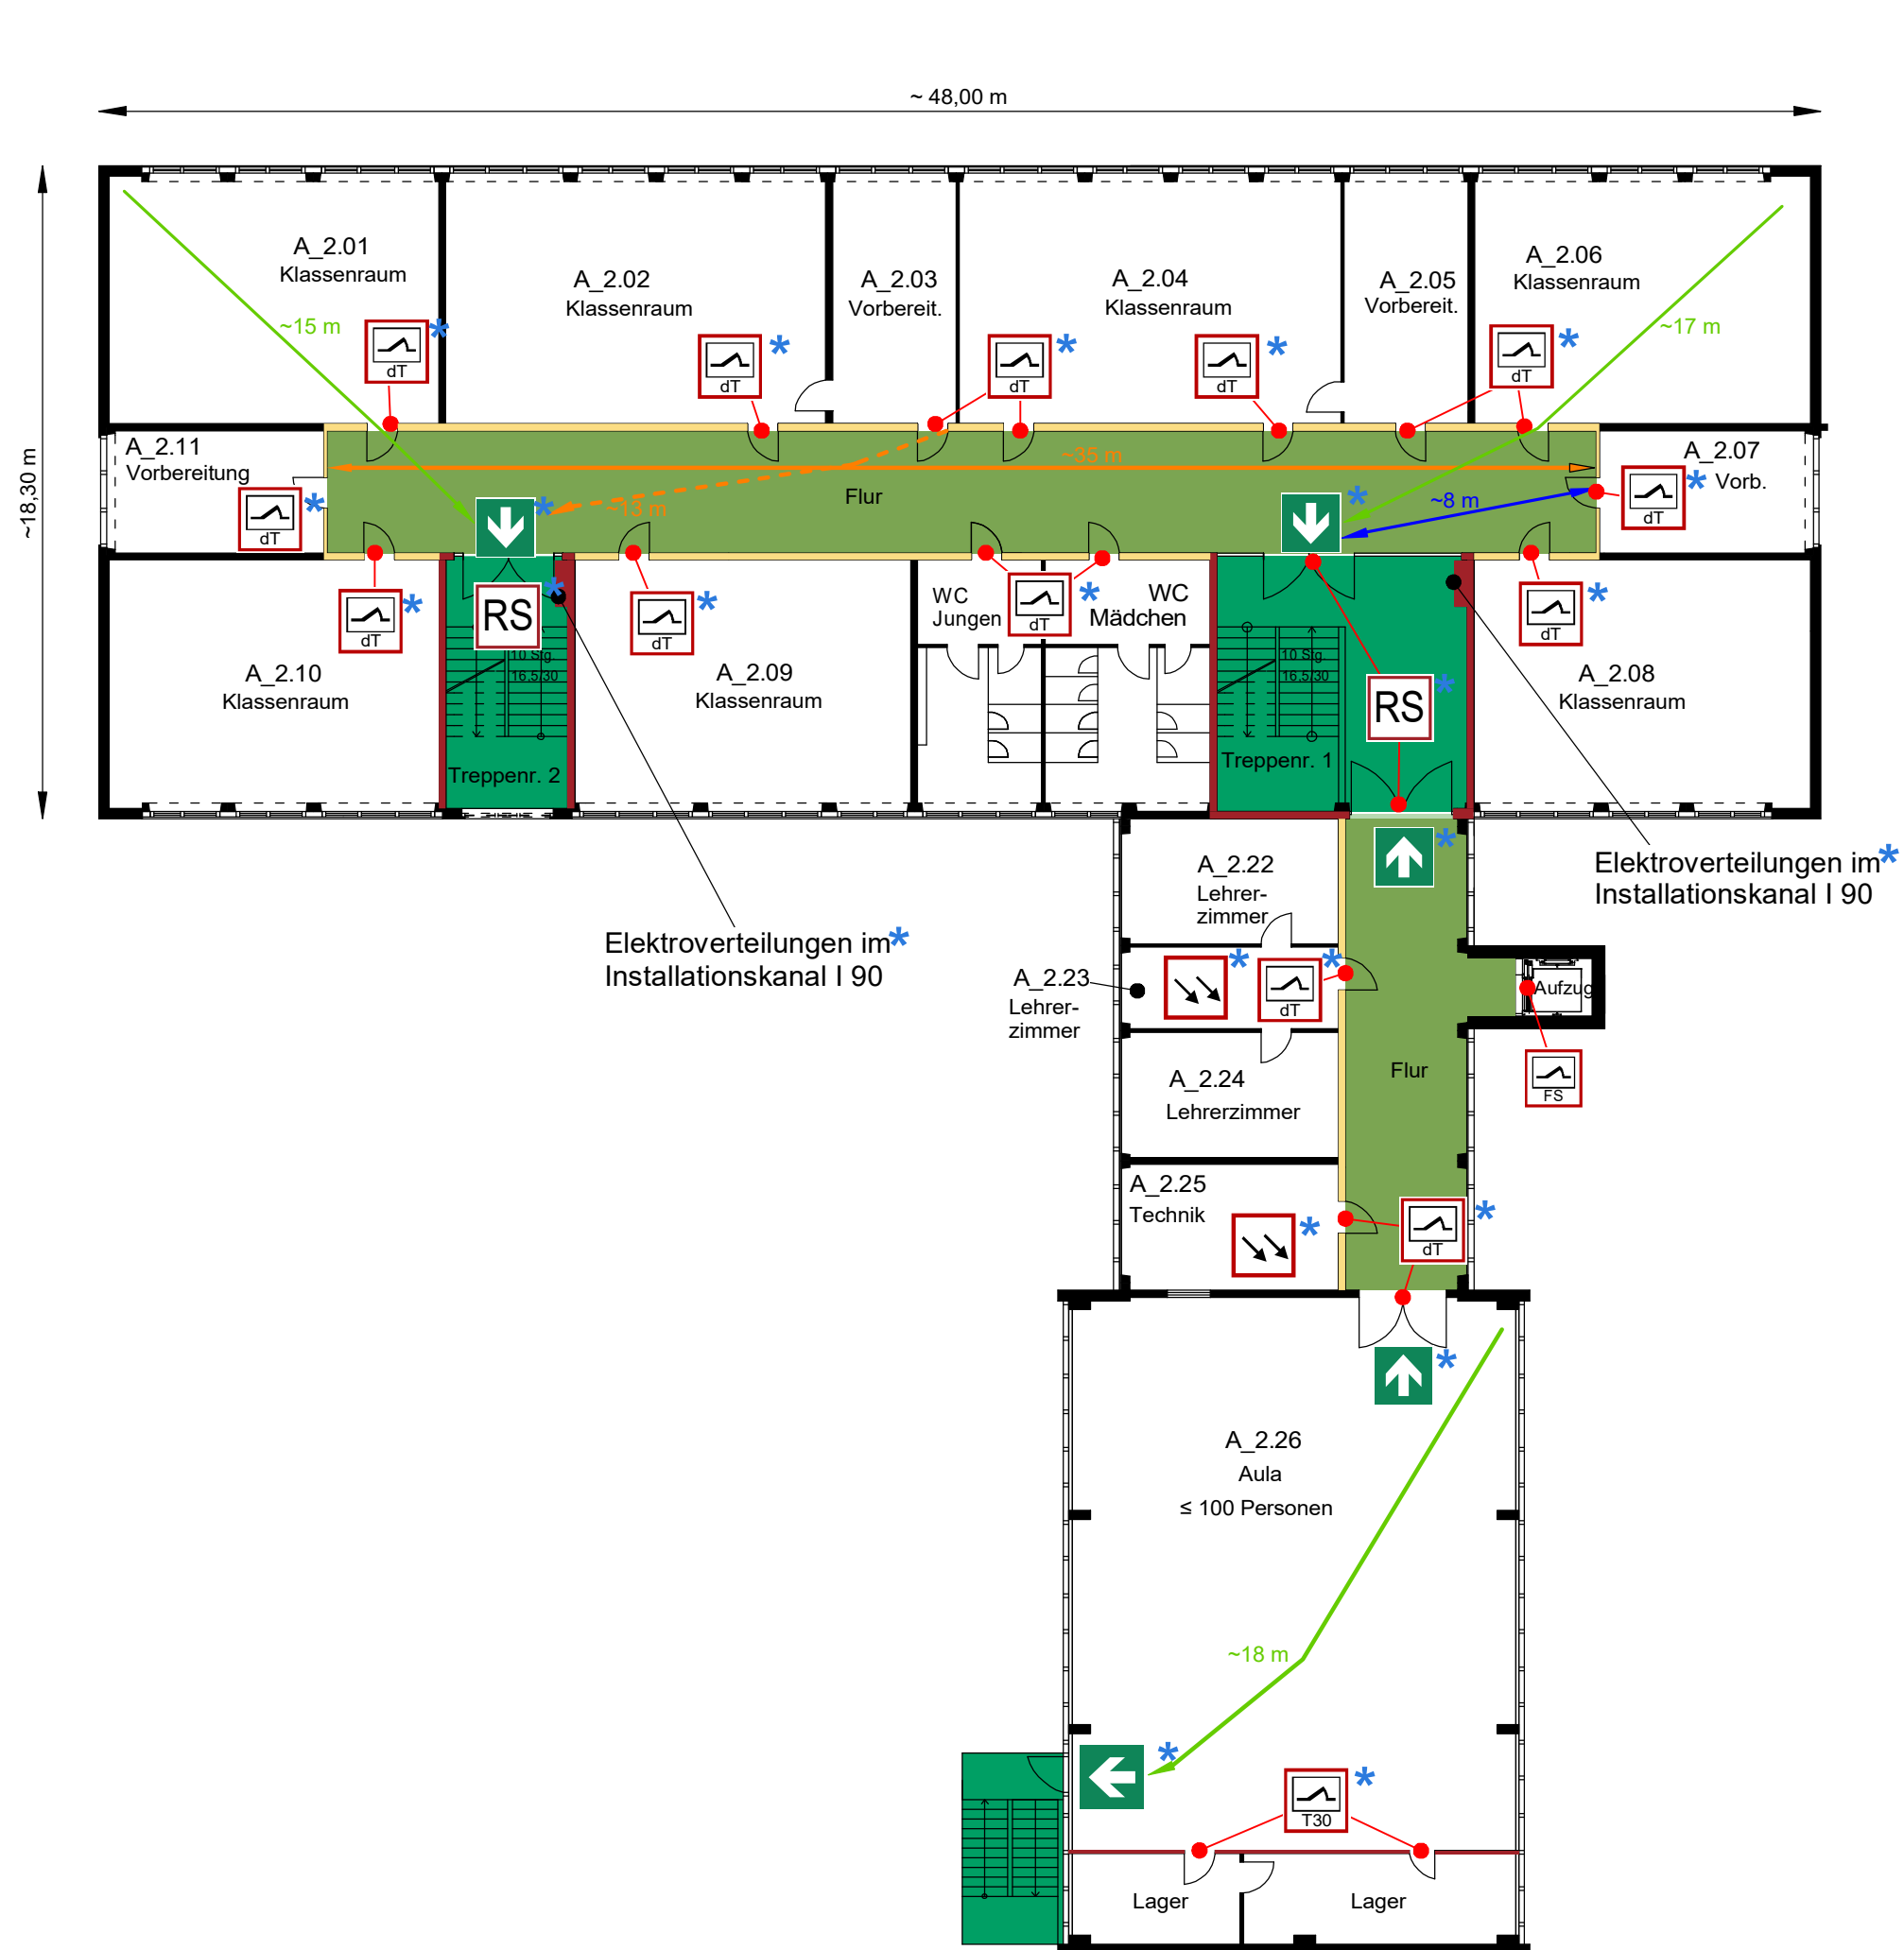 ~ 48,00 m
~18,30 m
A_2.01
Klassenraum
A_2.02
Klassenraum
A_2.03
Vorbereit.
A_2.04
Klassenraum
A_2.05
Vorbereit.
A_2.06
Klassenraum
~15 m
~17 m
dT *
dT *
dT *
dT *
dT *
A_2.11
Vorbereitung
dT *
~35 m
~13 m
Flur
~8 m
*
*
A_2.07
Vorb.
dT *
dT *
RS *
dT *
WC
Jungen
dT *
WC
Mädchen
dT *
A_2.10
Klassenraum
10 Stg
16.5/30
Treppenr. 2
A_2.09
Klassenraum
10 Stg
16.5/30
RS *
Treppenr. 1
A_2.08
Klassenraum
Elektroverteilungen im*
Installationskanal I 90
Elektroverteilungen im*
Installationskanal I 90
*
A_2.22
Lehrer-
zimmer
A_2.23
Lehrer-
zimmer
*
dT *
Aufzug
FS
Flur
A_2.24
Lehrerzimmer
A_2.25
Technik
*
dT *
*
A_2.26
Aula
≤ 100 Personen
~18 m
*
T30 *
Lager
Lager